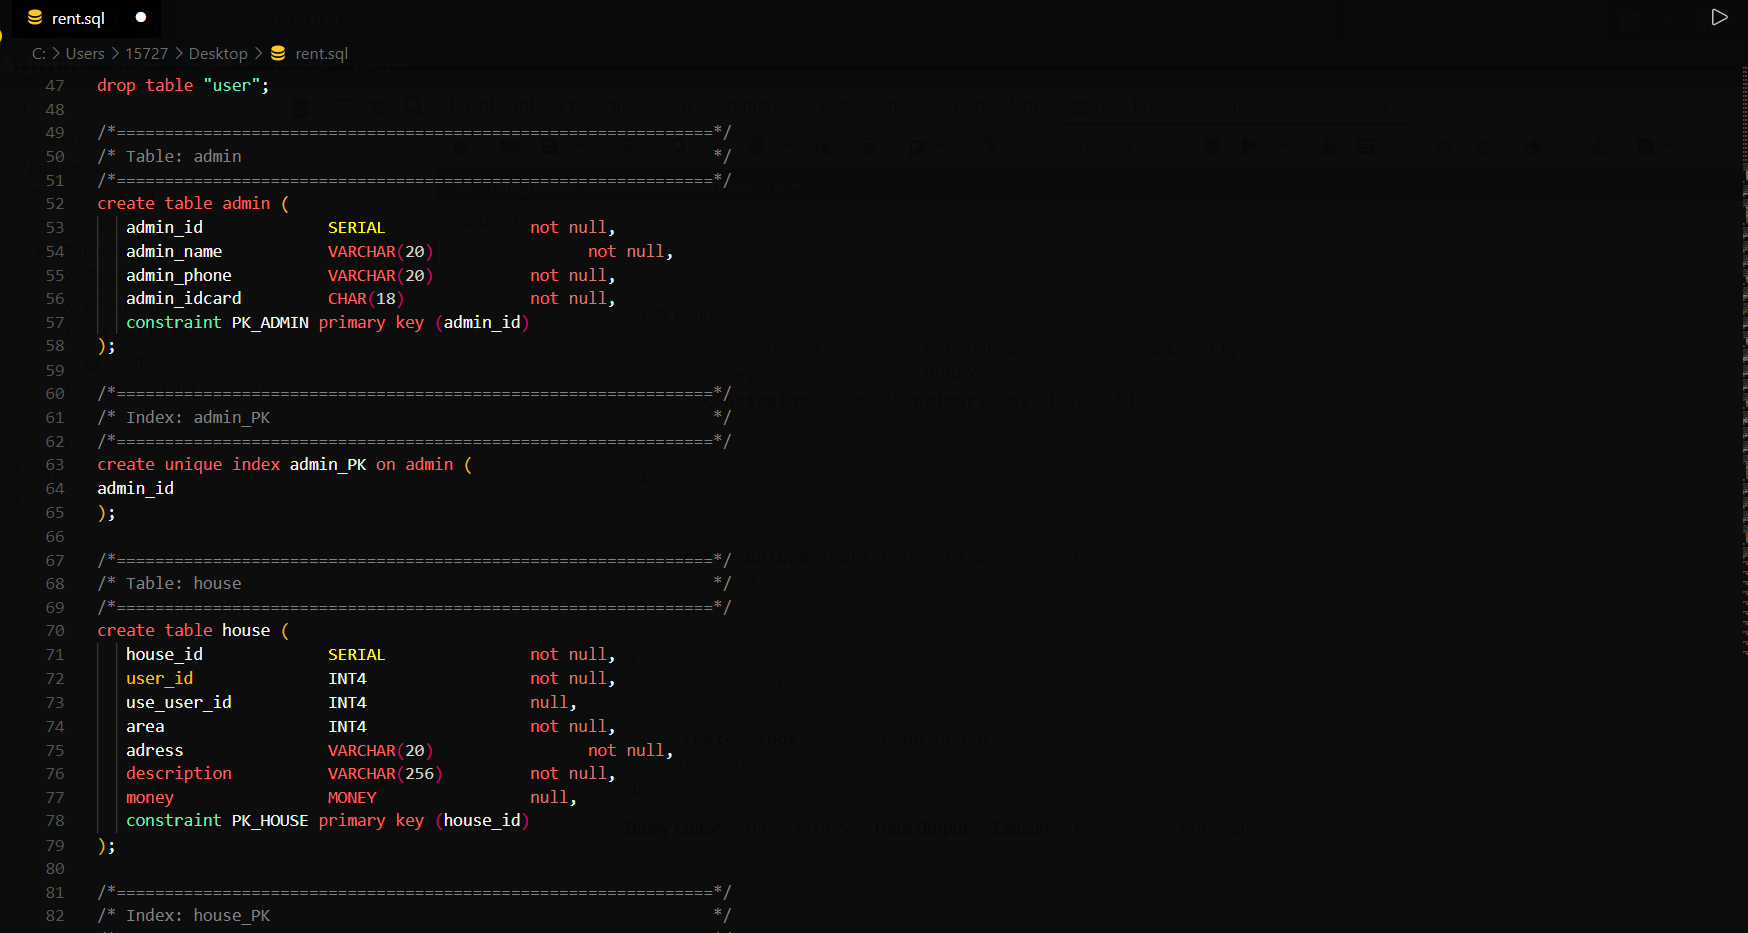 rent.sql
C: > Users > 15727 > Desktop > rent.sql
47 drop table "user";
48
49 /*==============================================================*/
50 /* Table: admin */
51 /*==============================================================*/
52 create table admin (
53 admin_id SERIAL not null,
54 admin_name VARCHAR(20) not null,
55 admin_phone VARCHAR(20) not null,
56 admin_idcard CHAR(18) not null,
57 constraint PK_ADMIN primary key (admin_id)
58 );
59
60 /*==============================================================*/
61 /* Index: admin_PK */
62 /*==============================================================*/
63 create unique index admin_PK on admin (
64 admin_id
65 );
66
67 /*==============================================================*/
68 /* Table: house */
69 /*==============================================================*/
70 create table house (
71 house_id SERIAL not null,
72 user_id INT4 not null,
73 use_user_id INT4 null,
74 area INT4 not null,
75 adress VARCHAR(20) not null,
76 description VARCHAR(256) not null,
77 money MONEY null,
78 constraint PK_HOUSE primary key (house_id)
79 );
80
81 /*==============================================================*/
82 /* Index: house_PK */